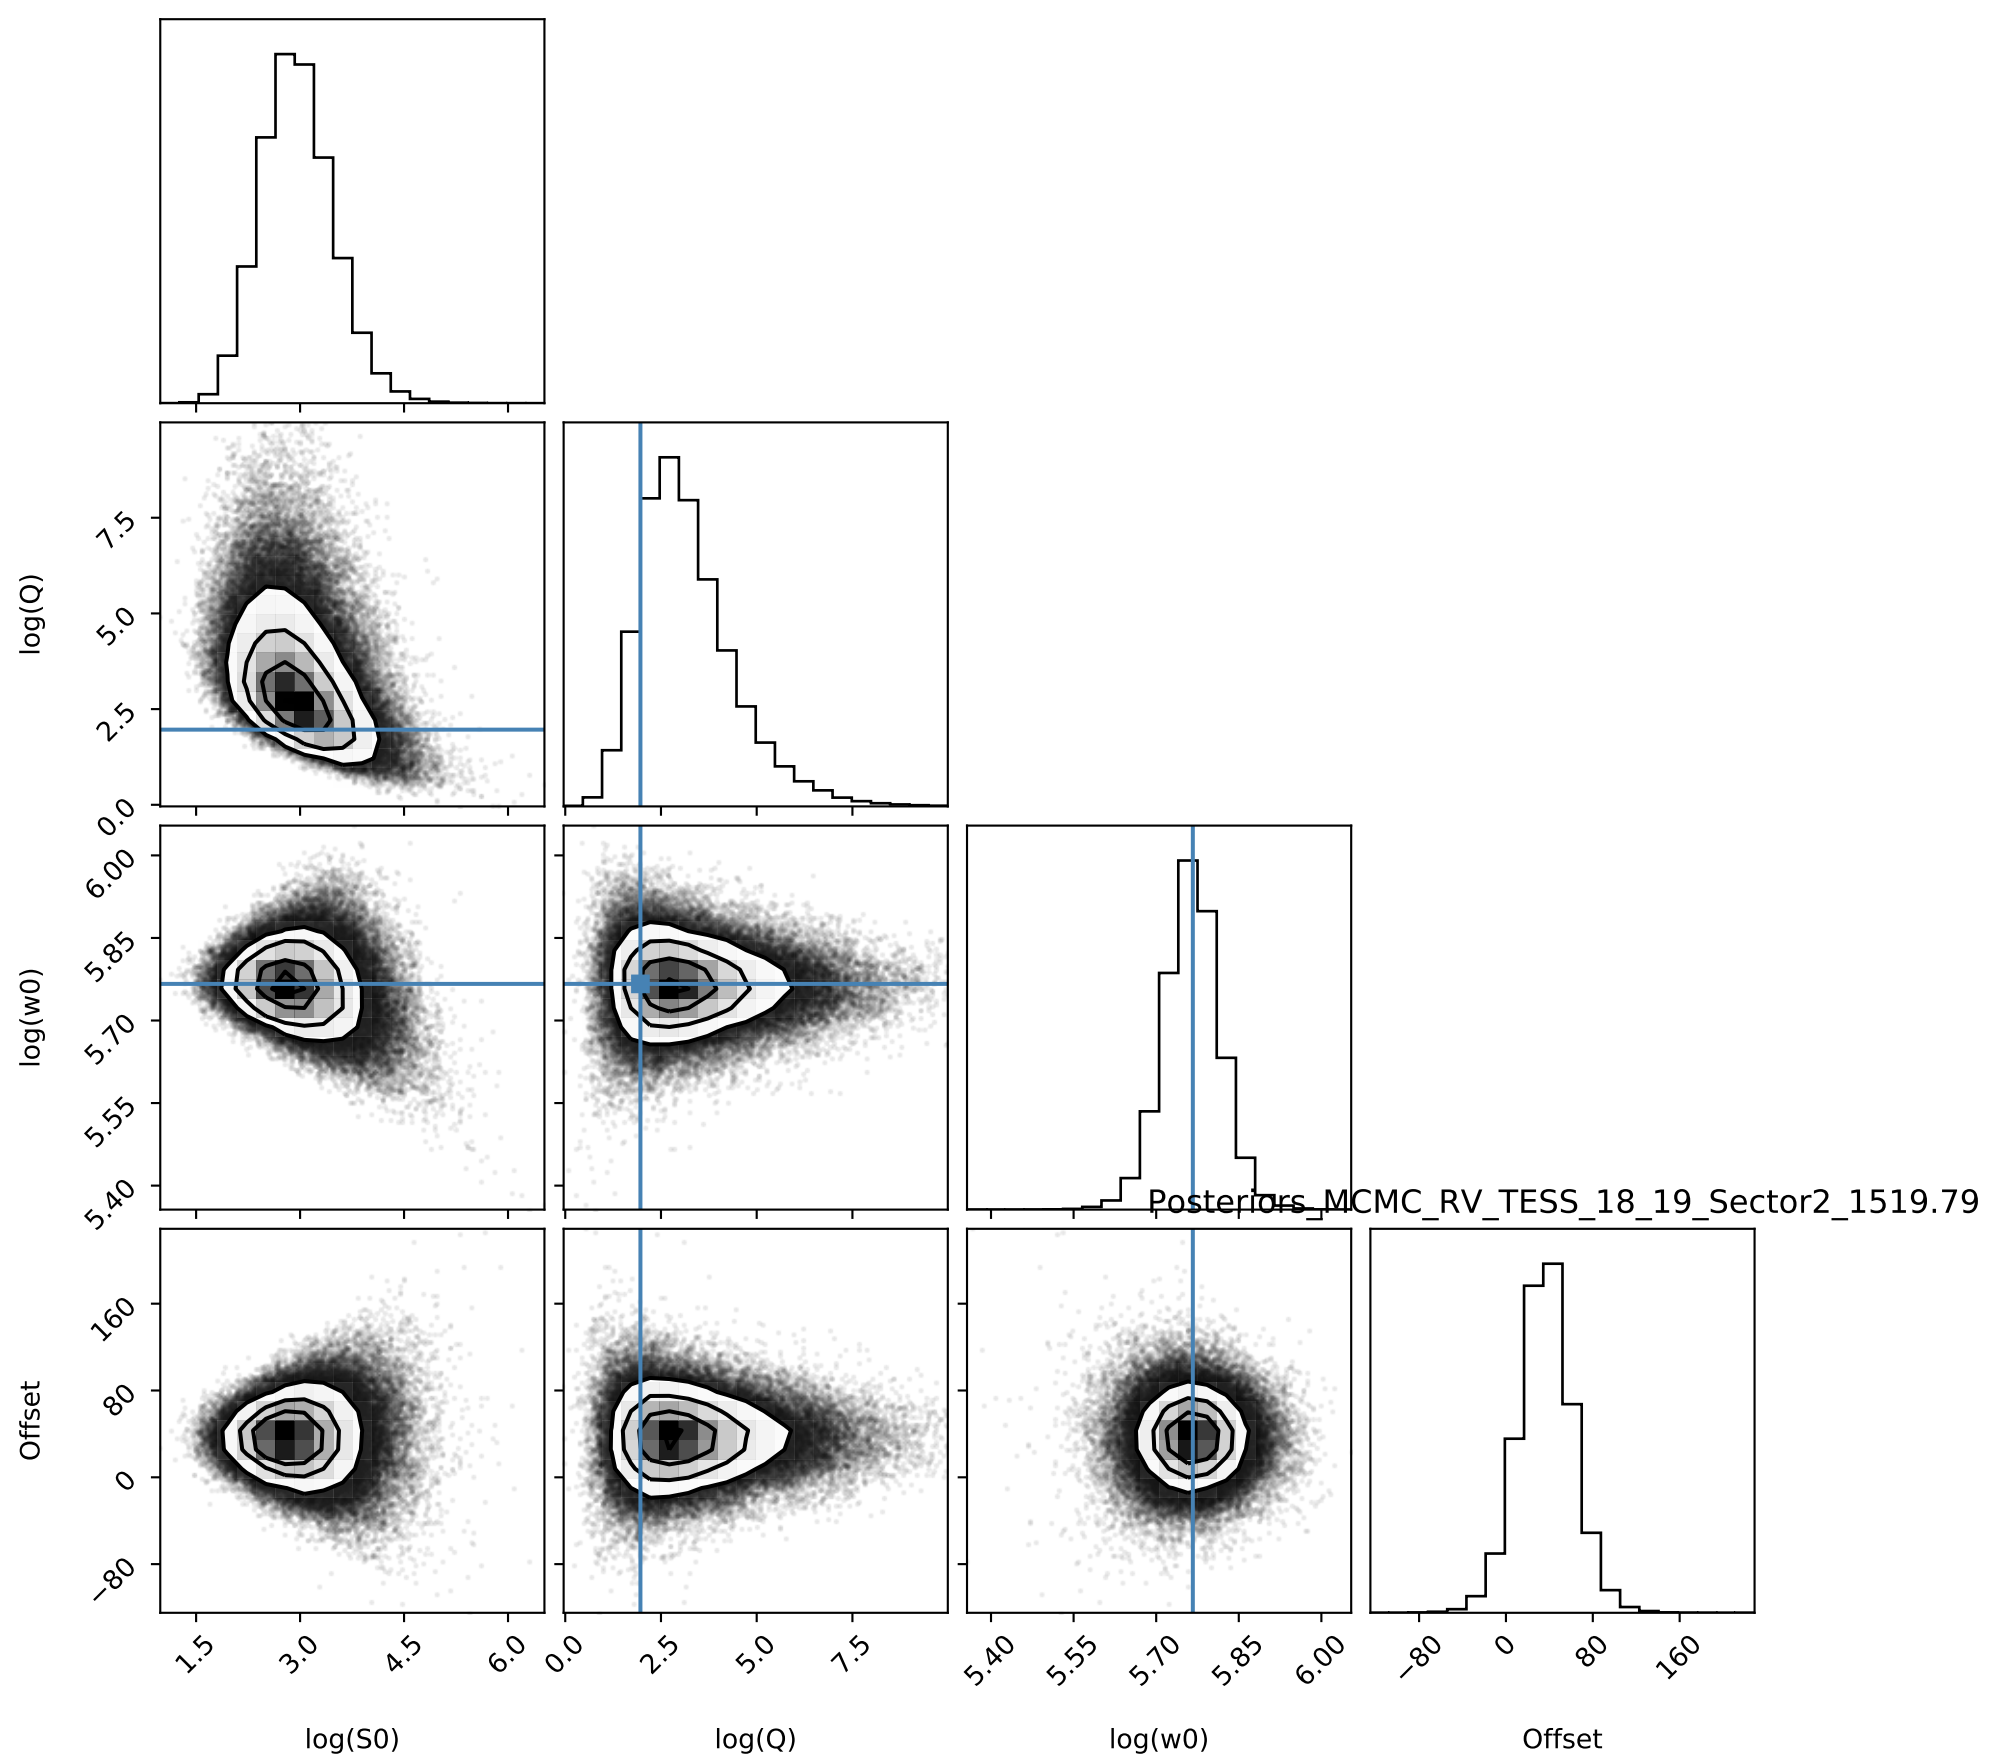 log(Q)
7.5
5.0
2.5
0.0
log(w0)
6.00
5.85
5.70
5.55
5.40
Posteriors_MCMC_RV_TESS_18_19_Sector2_1519.79
Offset
160
80
0
−80
1.5 3.0 4.5 6.0 0.0 2.5 5.0 7.5 5.40 5.55 5.70 5.85 6.00 −80 0 80 160
log(S0) log(Q) log(w0) Offset